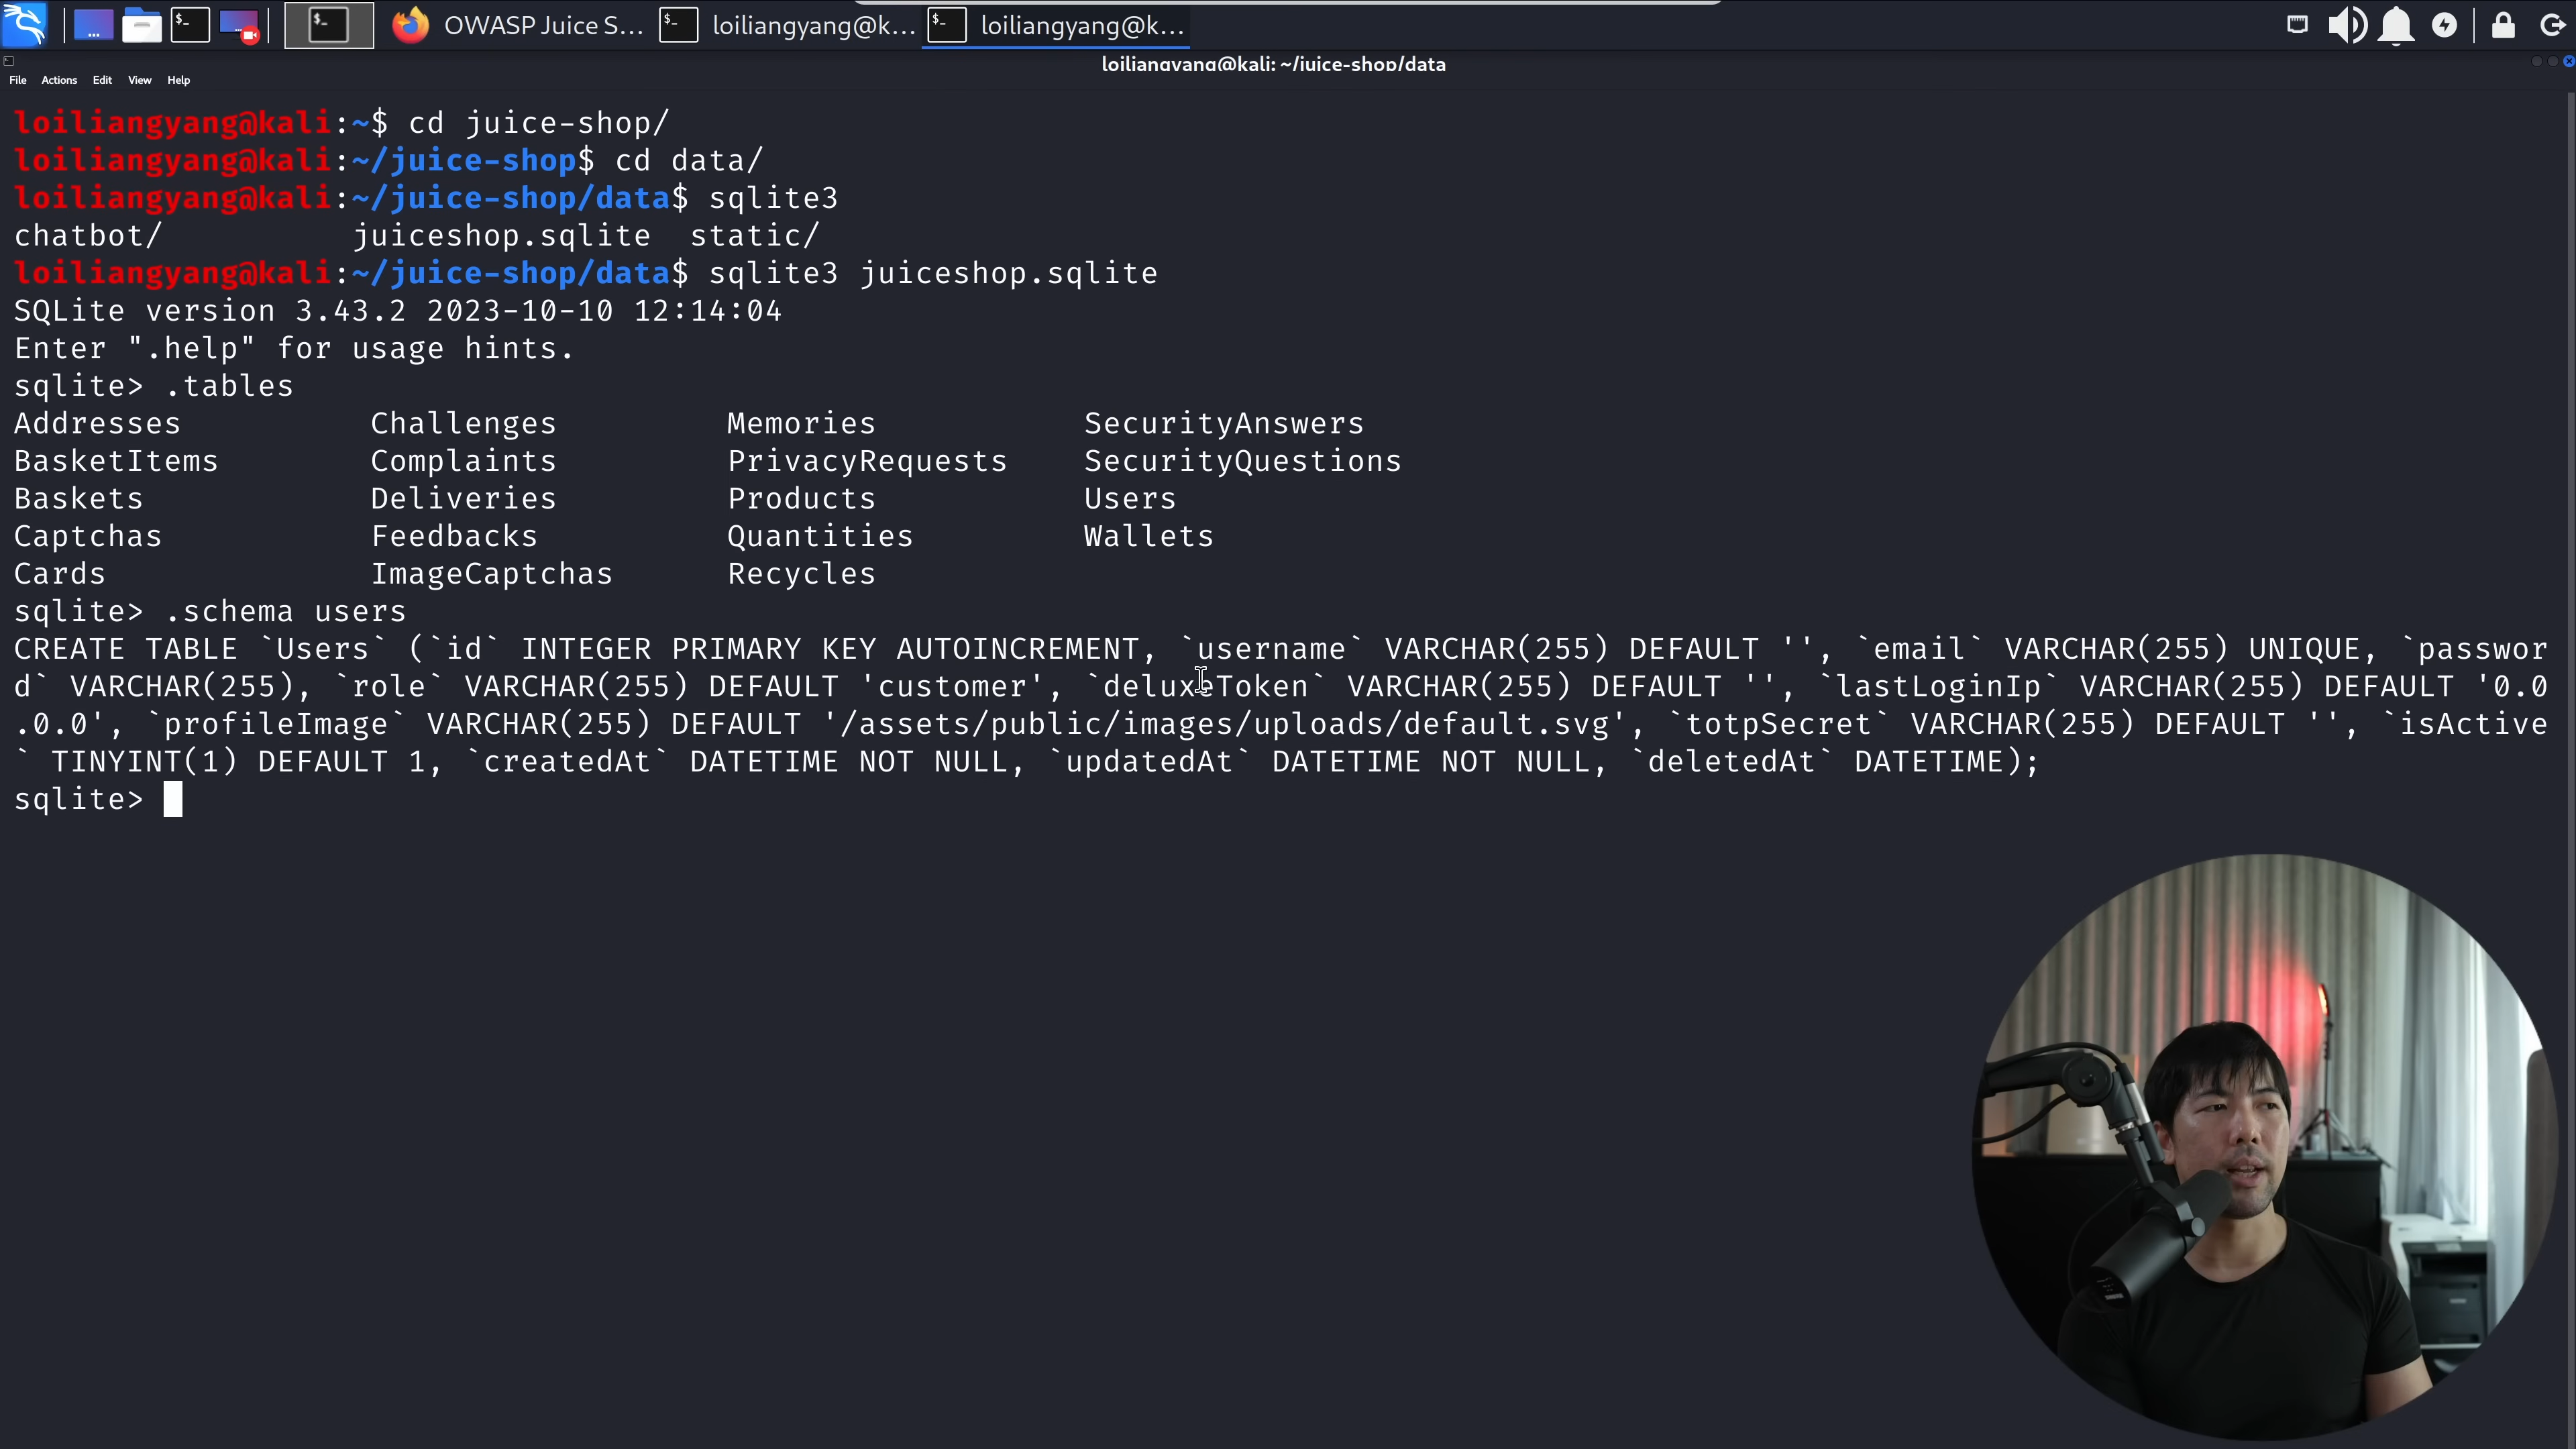 OWASP Juice S... loiliangyang@k... loiliangyang@k...
loiliangyang@kali: ~/juice-shop/data
File Actions Edit View Help
loiliangyang@kali:~$ cd juice-shop/
loiliangyang@kali:~/juice-shop$ cd data/
loiliangyang@kali:~/juice-shop/data$ sqlite3
chatbot/ juiceshop.sqlite static/
loiliangyang@kali:~/juice-shop/data$ sqlite3 juiceshop.sqlite
SQLite version 3.43.2 2023-10-10 12:14:04
Enter ".help" for usage hints.
sqlite> .tables
Addresses Challenges Memories SecurityAnswers
BasketItems Complaints PrivacyRequests SecurityQuestions
Baskets Deliveries Products Users
Captchas Feedbacks Quantities Wallets
Cards ImageCaptchas Recycles
sqlite> .schema users
CREATE TABLE `Users` (`id` INTEGER PRIMARY KEY AUTOINCREMENT, `username` VARCHAR(255) DEFAULT '', `email` VARCHAR(255) UNIQUE, `passwor
d` VARCHAR(255), `role` VARCHAR(255) DEFAULT 'customer', `deluxeToken` VARCHAR(255) DEFAULT '', `lastLoginIp` VARCHAR(255) DEFAULT '0.0
.0.0', `profileImage` VARCHAR(255) DEFAULT '/assets/public/images/uploads/default.svg', `totpSecret` VARCHAR(255) DEFAULT '', `isActive
` TINYINT(1) DEFAULT 1, `createdAt` DATETIME NOT NULL, `updatedAt` DATETIME NOT NULL, `deletedAt` DATETIME);
sqlite>